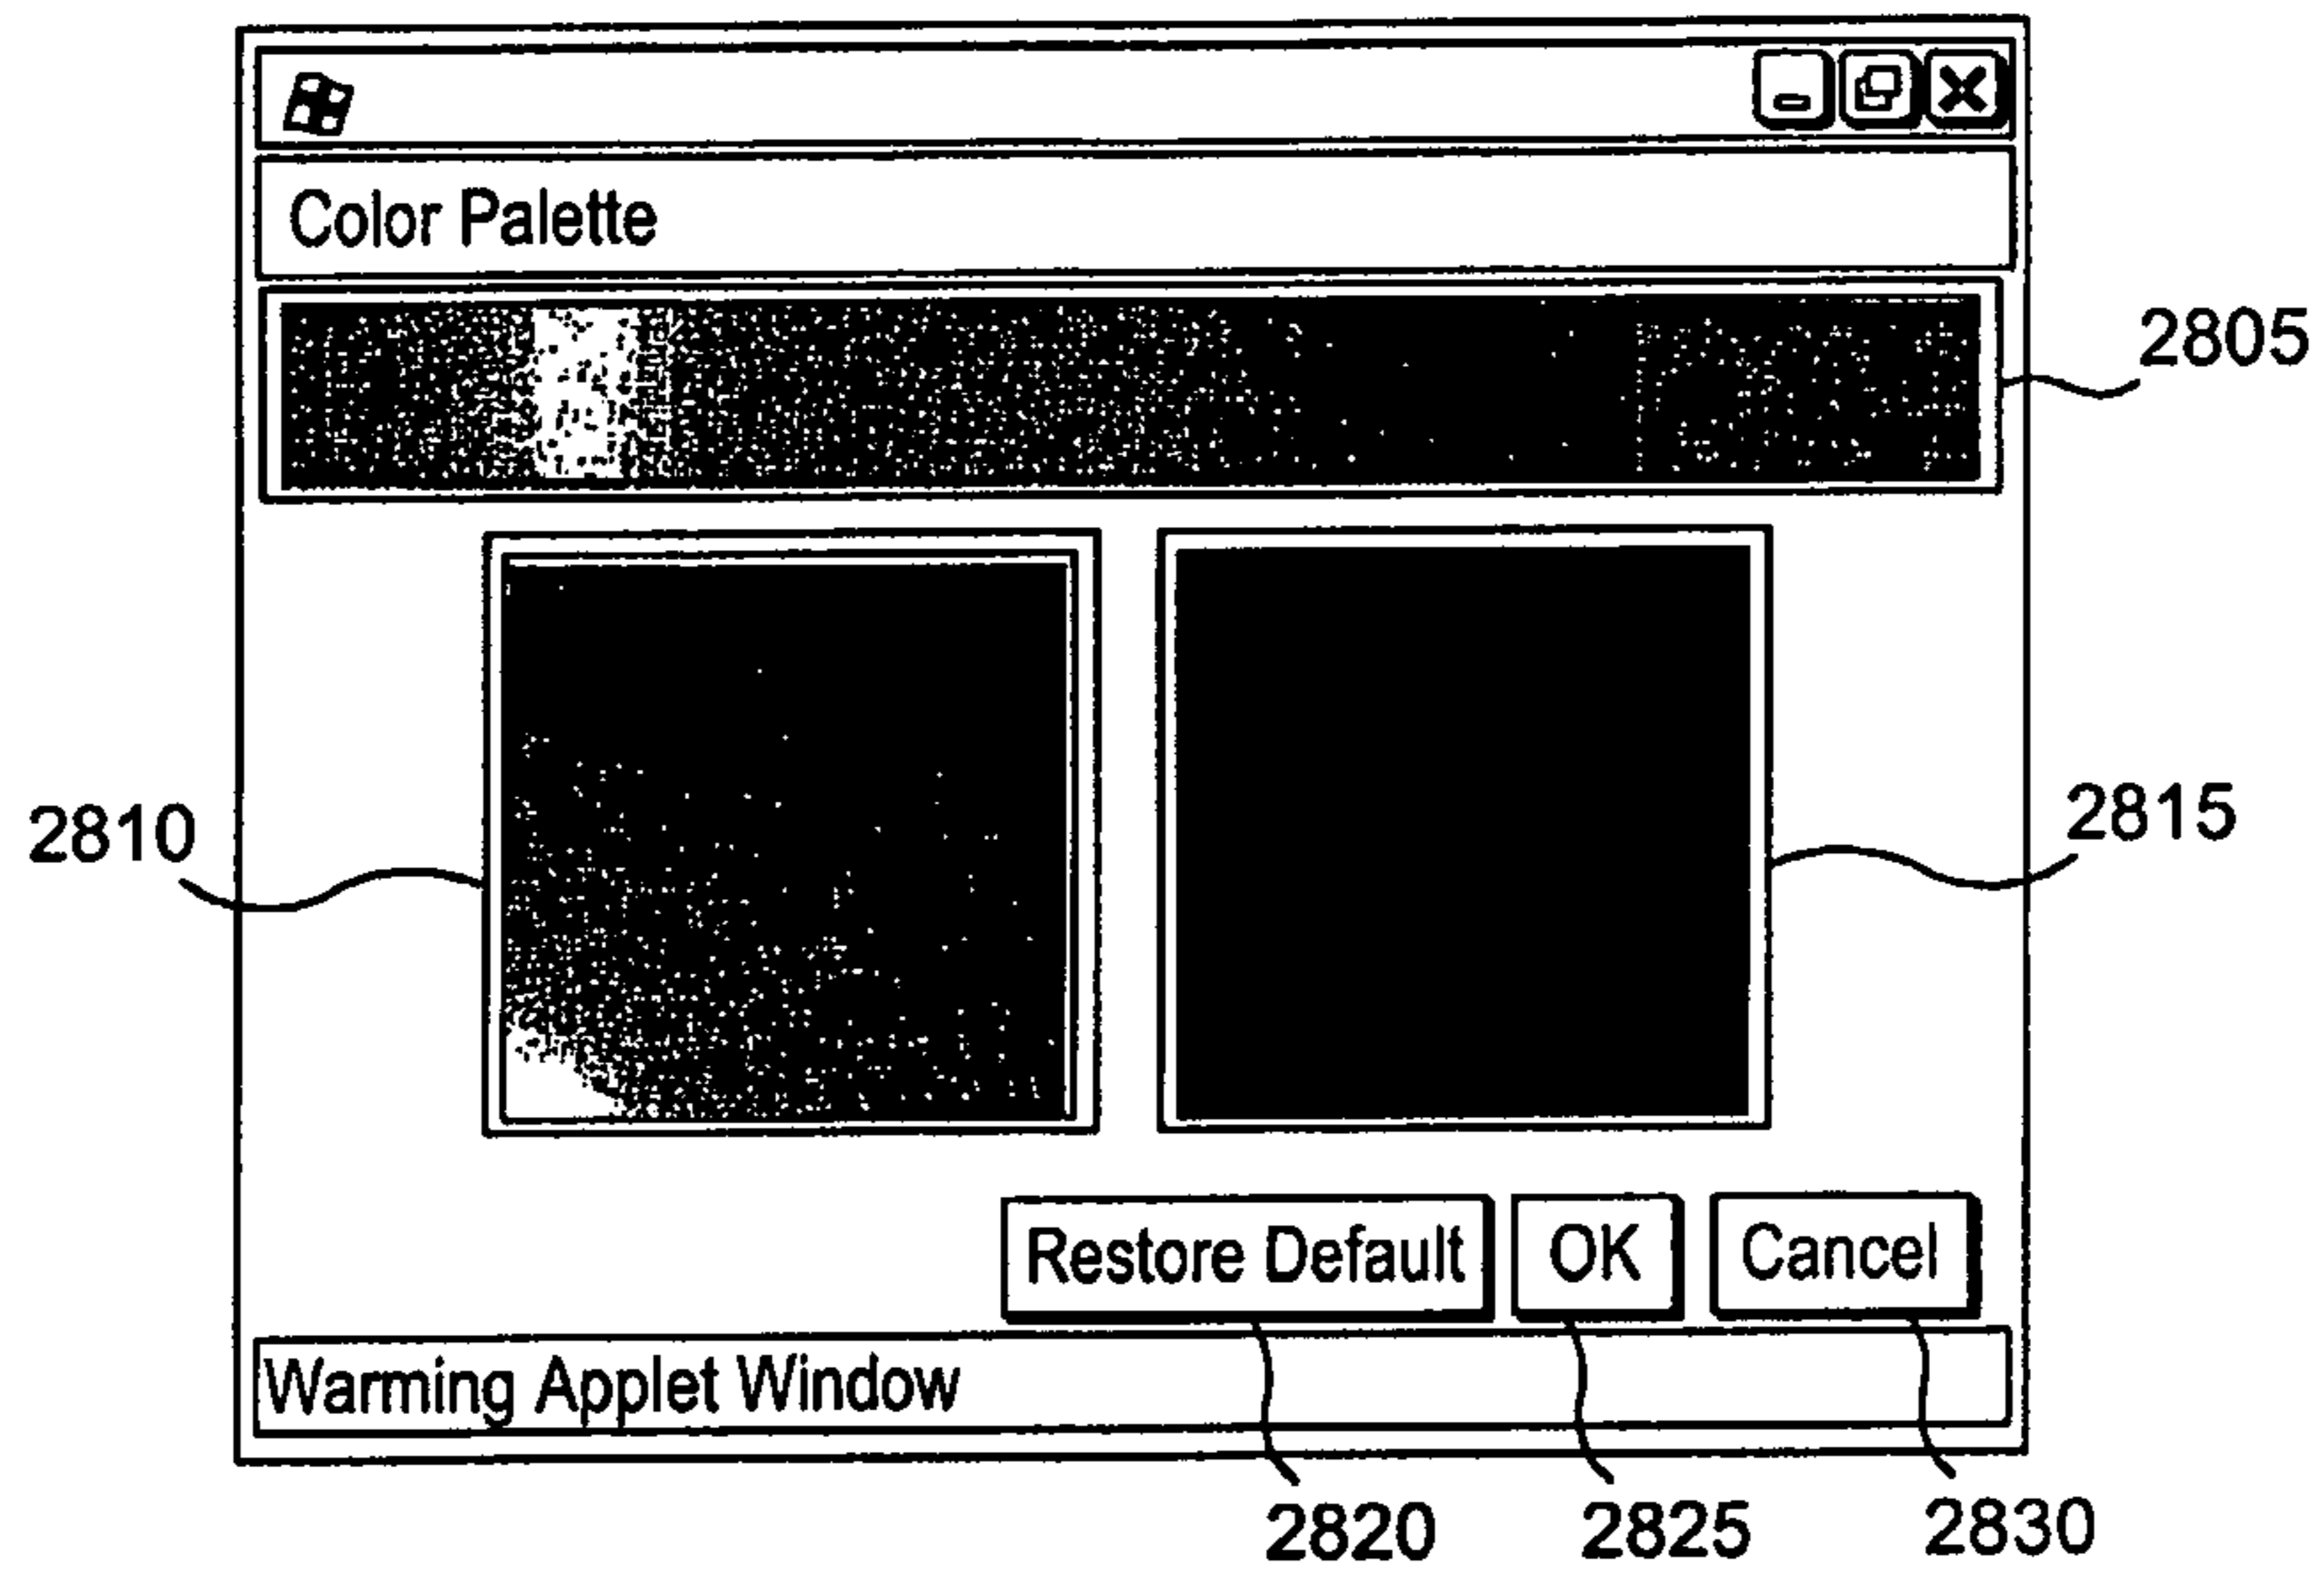 Color Palette
2805
2810
2815
Restore Default
OK
Cancel
Warming Applet Window
2820
2825
2830